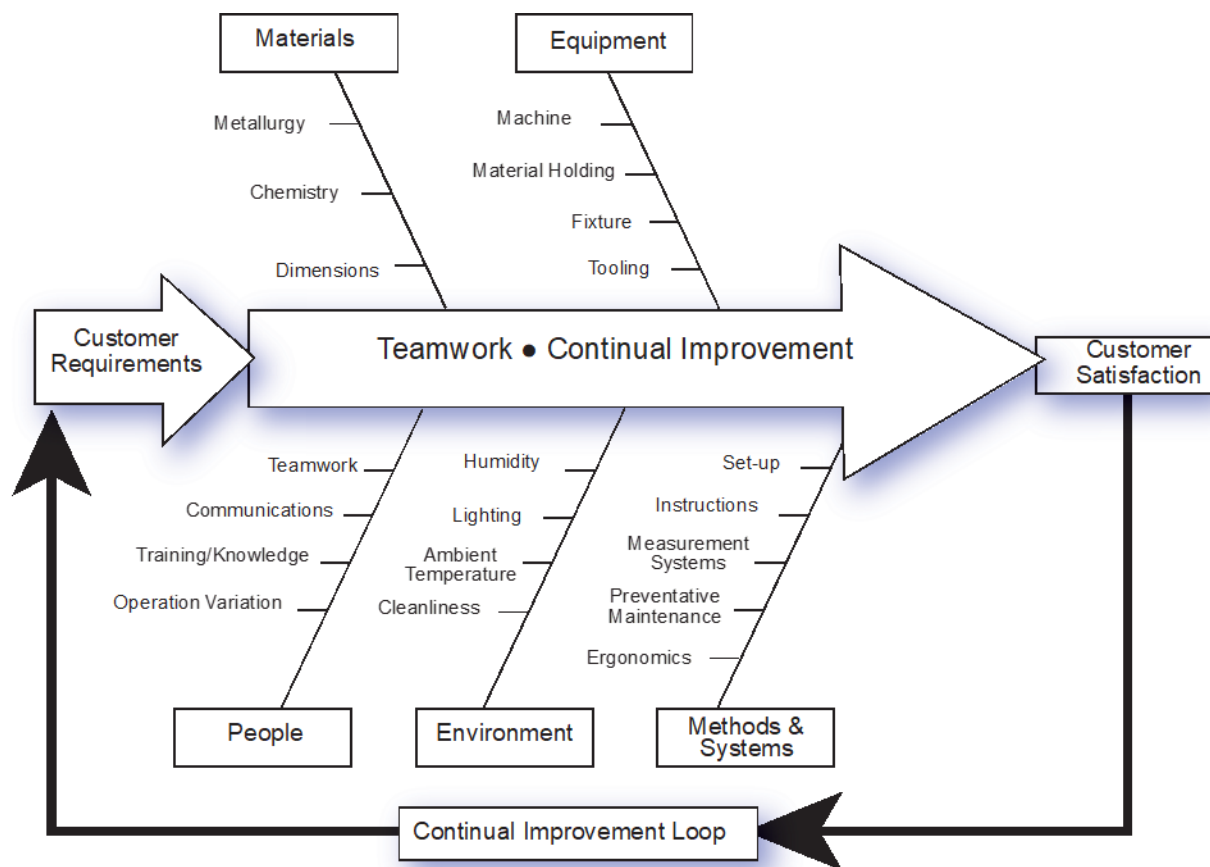 Materials
Equipment
Metallurgy
Chemistry
Dimensions
Machine
Material Holding
Fixture
Tooling
Customer
Requirements
Teamwork ● Continual Improvement
Customer
Satisfaction
Teamwork
Communications
Training/Knowledge
Operation Variation
Humidity
Lighting
Ambient
Temperature
Cleanliness
Set-up
Instructions
Measurement
Systems
Preventative
Maintenance
Ergonomics
People
Environment
Methods &
Systems
Continual Improvement Loop